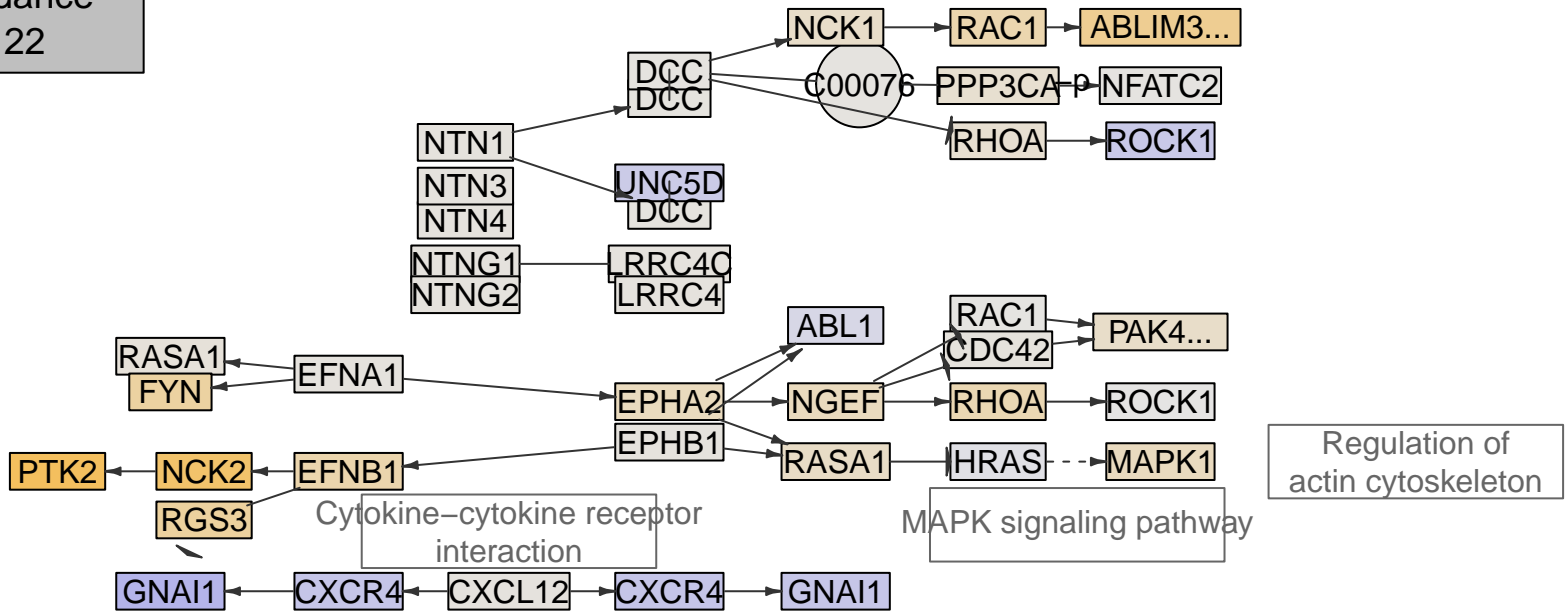 22
NCK1 RAC1 ABLIM3...
DCC
DCC
C00076 PPP3CA -p NFATC2
NTN1
RHOA ROCK1
NTN3
UNC5D
NTN4
DCC
NTNG1
LRRC4C
NTNG2
LRRC4
RAC1
ABL1
PAK4...
RASA1
CDC42
EFNA1
FYN
EPHA2 NGEF RHOA ROCK1
EPHB1
PTK2 NCK2 EFNB1
RASA1 HRAS MAPK1
Regulation of
actin cytoskeleton
RGS3
Cytokine–cytokine receptor
interaction
MAPK signaling pathway
GNAI1 CXCR4 CXCL12 CXCR4 GNAI1